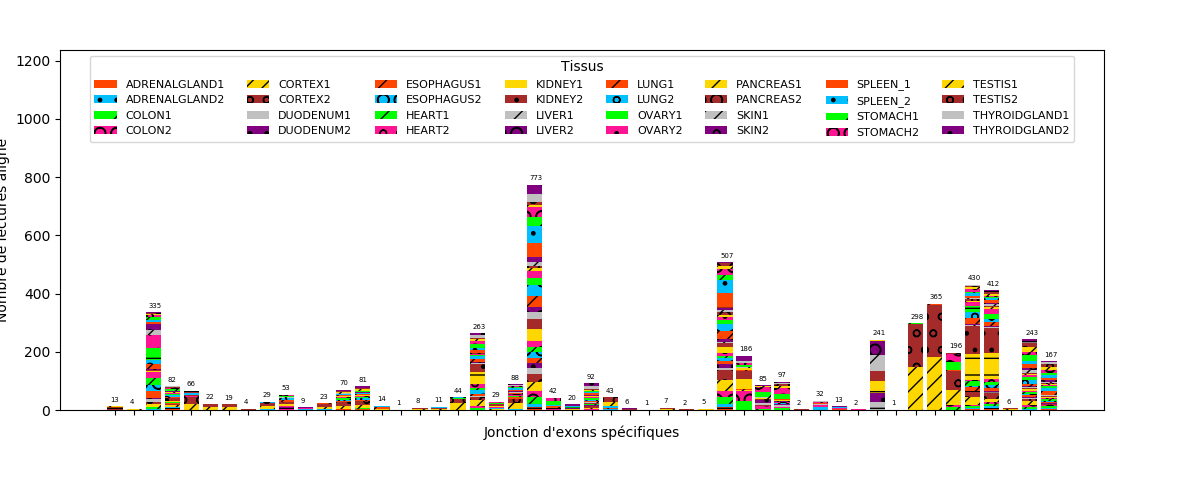 Tissus
ADRENALGLAND1 CORTEX1 ESOPHAGUS1 KIDNEY1 LUNG1 PANCREAS1 SPLEEN_1 TESTIS1
ADRENALGLAND2 CORTEX2 ESOPHAGUS2 KIDNEY2 LUNG2 PANCREAS2 SPLEEN_2 TESTIS2
COLON1 DUODENUM1 HEART1 LIVER1 OVARY1 SKIN1 STOMACH1 THYROIDGLAND1
COLON2 DUODENUM2 HEART2 LIVER2 OVARY2 SKIN2 STOMACH2 THYROIDGLAND2
1200
1000
800
600
400
200
0
Nombre de lectures aligné
13 4 335 82 66 22 19 4 29 53 9 23 70 81 14 1 8 11 44 263 29 88 773 42 20 92 43 6 1 7 2 5 507 186 85 97 2 32 13 2 241 1 298 365 196 430 412 6 243 167
Jonction d'exons spécifiques